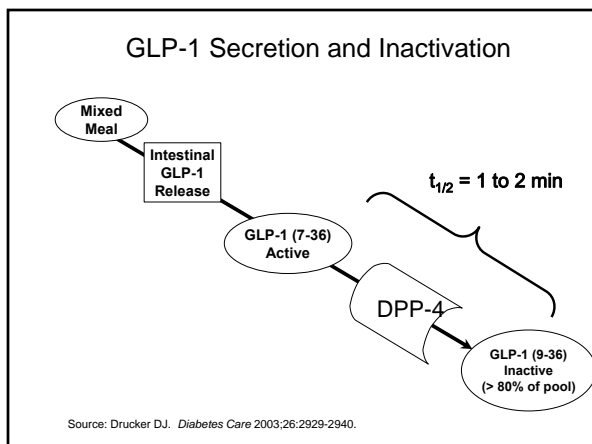 GLP-1 Secretion and Inactivation
Mixed
Meal
Intestinal
GLP-1
Release
t1/2 = 1 to 2 min
GLP-1 (7-36)
Active
DPP-4
GLP-1 (9-36)
Inactive
(> 80% of pool)
Source: Drucker DJ. Diabetes Care 2003;26:2929-2940.